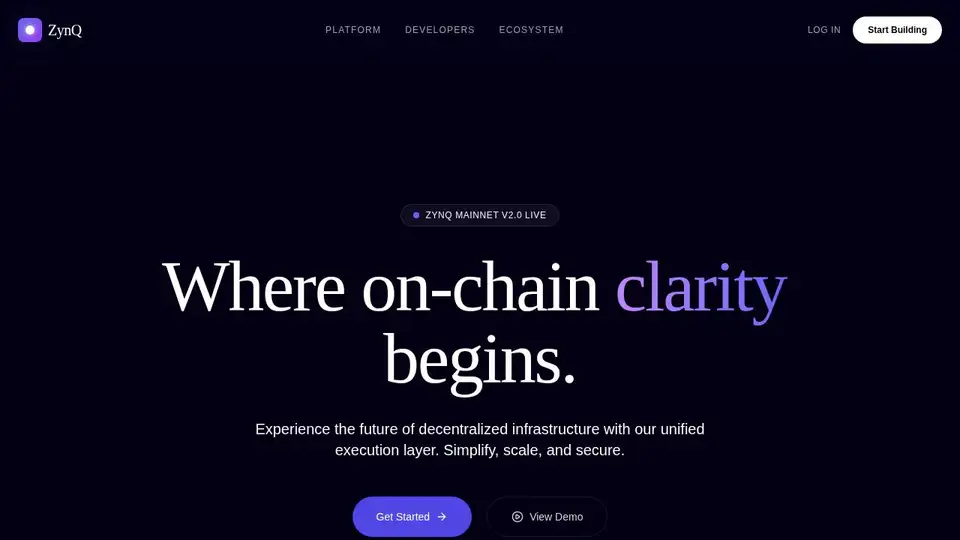 ZynQ
PLATFORM
DEVELOPERS
ECOSYSTEM
LOG IN
Start Building
ZYNQ MAINNET V2.0 LIVE
Where on-chain clarity
begins.
Experience the future of decentralized infrastructure with our unified
execution layer. Simplify, scale, and secure.
Get Started
View Demo